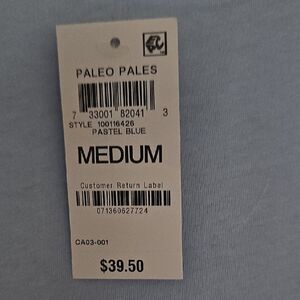 PALEO PALES
7 33001 82041 3
STYLE 100116426
PASTEL BLUE
MEDIUM
Customer Return Label
071360627724
CA03-001
$39.50